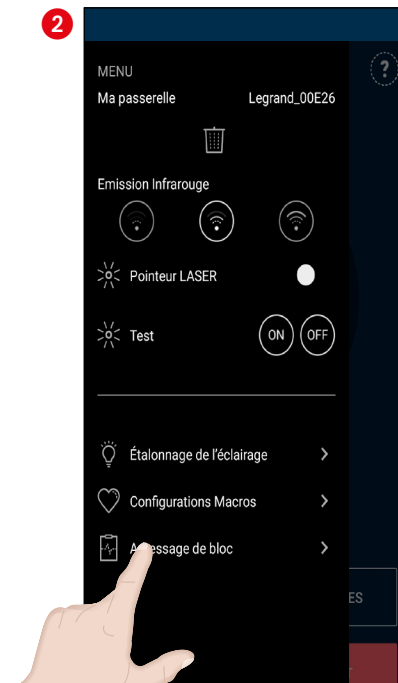 2
MENU
?
Ma passerelle Legrand_00E26
Emission Infrarouge
Pointeur LASER
Test ON OFF
Étalonnage de l'éclairage
Configurations Macros
de bloc
ES